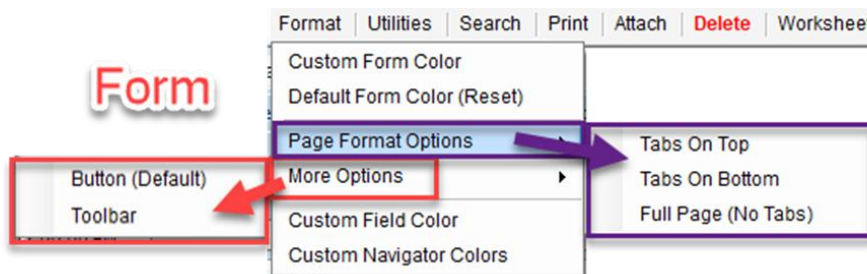 Format Utilities Search Print Attach Delete Workshee
Form
Custom Form Color
Default Form Color (Reset)
Page Format Options
More Options
Custom Field Color
Custom Navigator Colors
Button (Default)
Toolbar
Tabs On Top
Tabs On Bottom
Full Page (No Tabs)